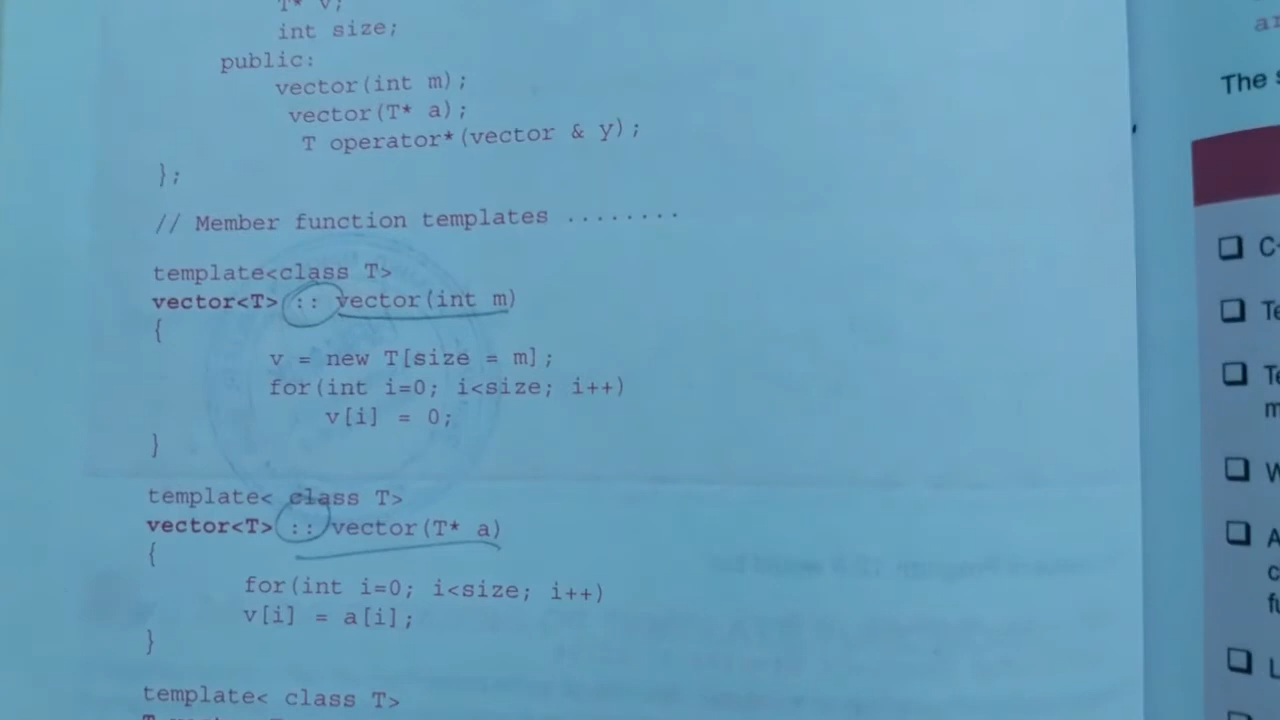 T* v;
int size;
public:
vector(int m);
vector(T* a);
T operator*(vector & y);
};
// Member function templates ........
template<class T>
vector<T> :: vector(int m)
{
v = new T[size = m];
for(int i=0; i<size; i++)
v[i] = 0;
}
template< class T>
vector<T> :: vector(T* a)
{
for(int i=0; i<size; i++)
v[i] = a[i];
}
template< class T>
The